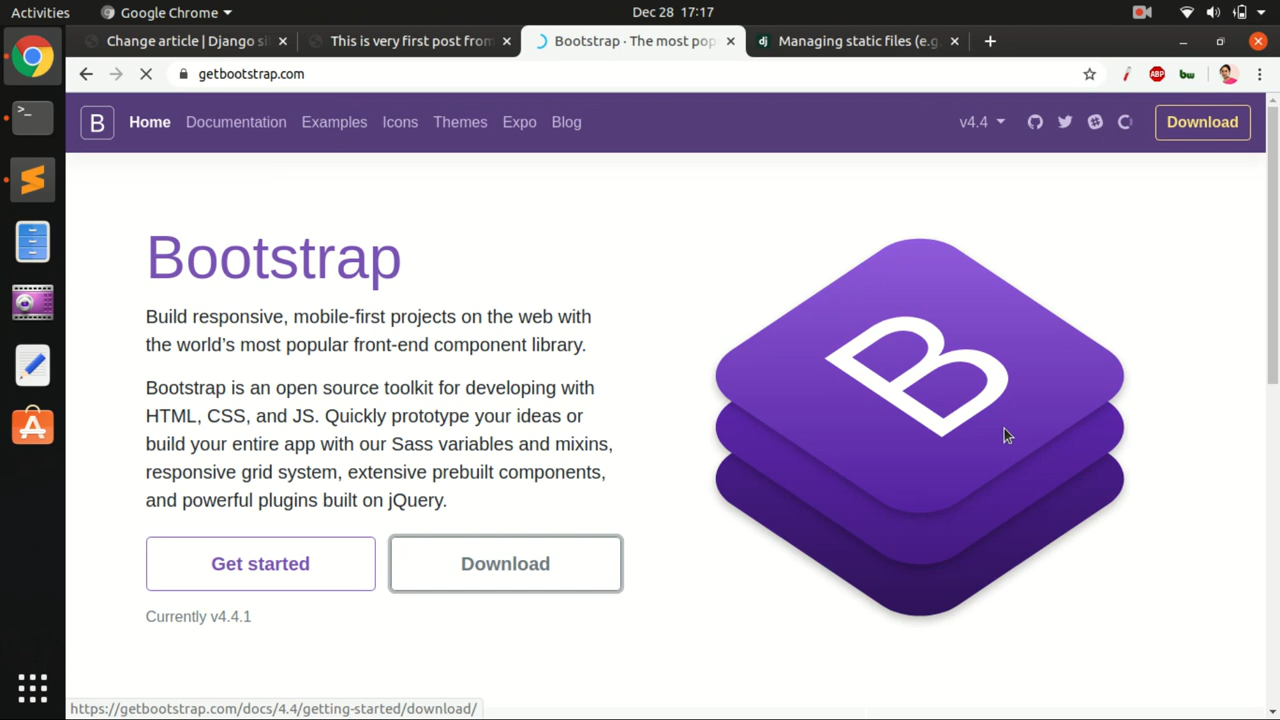 Activities
Google Chrome
Dec 28 17:17
Change article | Django si
This is very first post from
Bootstrap · The most pop
dj
Managing static files (e.g.
getbootstrap.com
ABP
bw
B
Home
Documentation
Examples
Icons
Themes
Expo
Blog
v4.4
Download
Bootstrap
Build responsive, mobile-first projects on the web with
the world's most popular front-end component library.
Bootstrap is an open source toolkit for developing with
HTML, CSS, and JS. Quickly prototype your ideas or
build your entire app with our Sass variables and mixins,
responsive grid system, extensive prebuilt components,
and powerful plugins built on jQuery.
Get started
Download
Currently v4.4.1
B
https://getbootstrap.com/docs/4.4/getting-started/download/